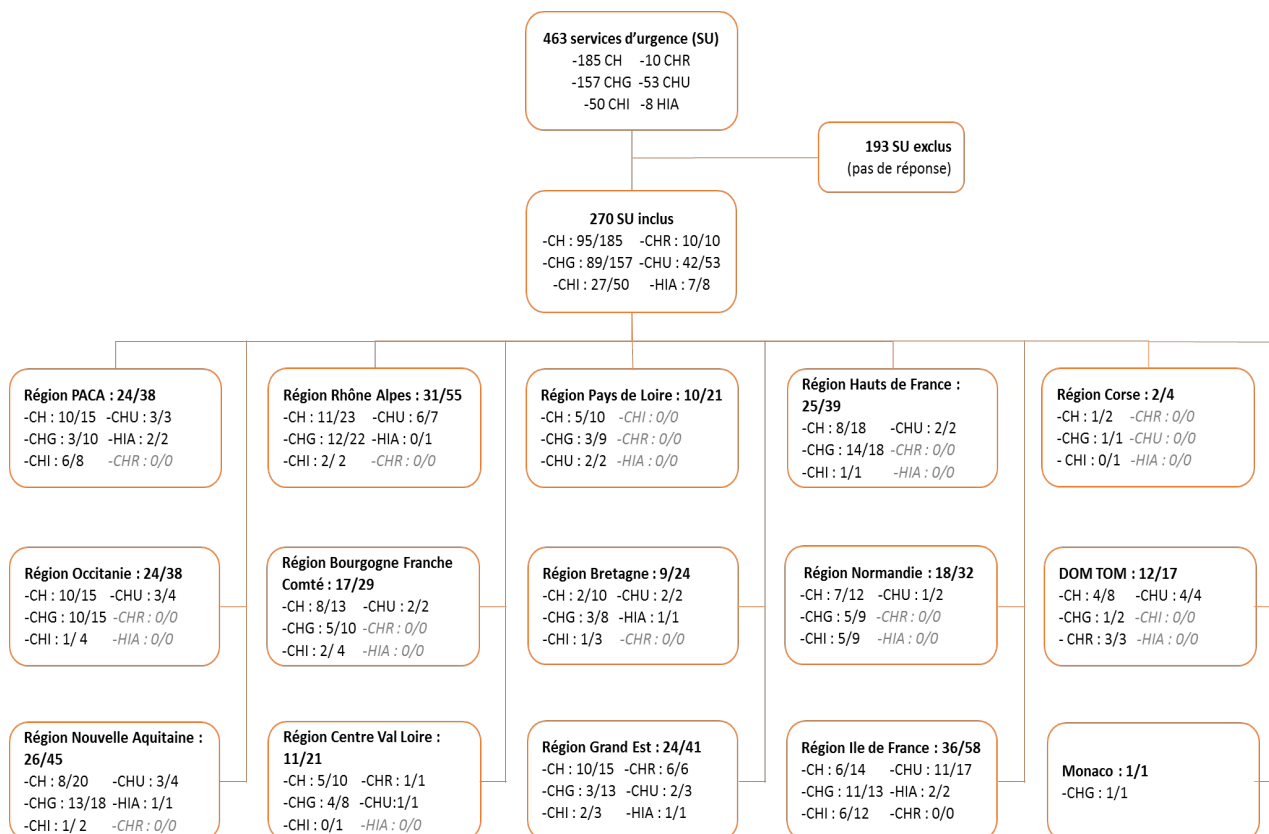 463 services d'urgence (SU)
-185 CH -10 CHR
-157 CHG -53 CHU
-50 CHI -8 HIA
193 SU exclus
(pas de réponse)
270 SU inclus
-CH : 95/185 -CHR : 10/10
-CHG : 89/157 -CHU : 42/53
-CHI : 27/50 -HIA : 7/8
Région PACA : 24/38
-CH : 10/15 -CHU : 3/3
-CHG : 3/10 -HIA : 2/2
-CHI : 6/8 -CHR : 0/0
Région Rhône Alpes : 31/55
-CH : 11/23 -CHU : 6/7
-CHG : 12/22 -HIA : 0/1
-CHI : 2/ 2 -CHR : 0/0
Région Pays de Loire : 10/21
-CH : 5/10 -CHI : 0/0
-CHG : 3/9 -CHR : 0/0
-CHU : 2/2 -HIA : 0/0
Région Hauts de France :
25/39
-CH : 8/18 -CHU : 2/2
-CHG : 14/18 -CHR : 0/0
-CHI : 1/1 -HIA : 0/0
Région Corse : 2/4
-CH : 1/2 -CHR : 0/0
-CHG : 1/1 -CHU : 0/0
- CHI : 0/1 -HIA : 0/0
Région Occitanie : 24/38
-CH : 10/15 -CHU : 3/4
-CHG : 10/15 -CHR : 0/0
-CHI : 1/ 4 -HIA : 0/0
Région Bourgogne Franche
Comté : 17/29
-CH : 8/13 -CHU : 2/2
-CHG : 5/10 -CHR : 0/0
-CHI : 2/ 4 -HIA : 0/0
Région Bretagne : 9/24
-CH : 2/10 -CHU : 2/2
-CHG : 3/8 -HIA : 1/1
-CHI : 1/3 -CHR : 0/0
Région Normandie : 18/32
-CH : 7/12 -CHU : 1/2
-CHG : 5/9 -CHR : 0/0
-CHI : 5/9 -HIA : 0/0
DOM TOM : 12/17
-CH : 4/8 -CHU : 4/4
-CHG : 1/2 -CHI : 0/0
- CHR : 3/3 -HIA : 0/0
Région Nouvelle Aquitaine :
26/45
-CH : 8/20 -CHU : 3/4
-CHG : 13/18 -HIA : 1/1
-CHI : 1/ 2 -CHR : 0/0
Région Centre Val Loire :
11/21
-CH : 5/10 -CHR : 1/1
-CHG : 4/8 -CHU:1/1
-CHI : 0/1 -HIA : 0/0
Région Grand Est : 24/41
-CH : 10/15 -CHR : 6/6
-CHG : 3/13 -CHU : 2/3
-CHI : 2/3 -HIA : 1/1
Région Ile de France : 36/58
-CH : 6/14 -CHU : 11/17
-CHG : 11/13 -HIA : 2/2
-CHI : 6/12 -CHR : 0/0
Monaco : 1/1
-CHG : 1/1